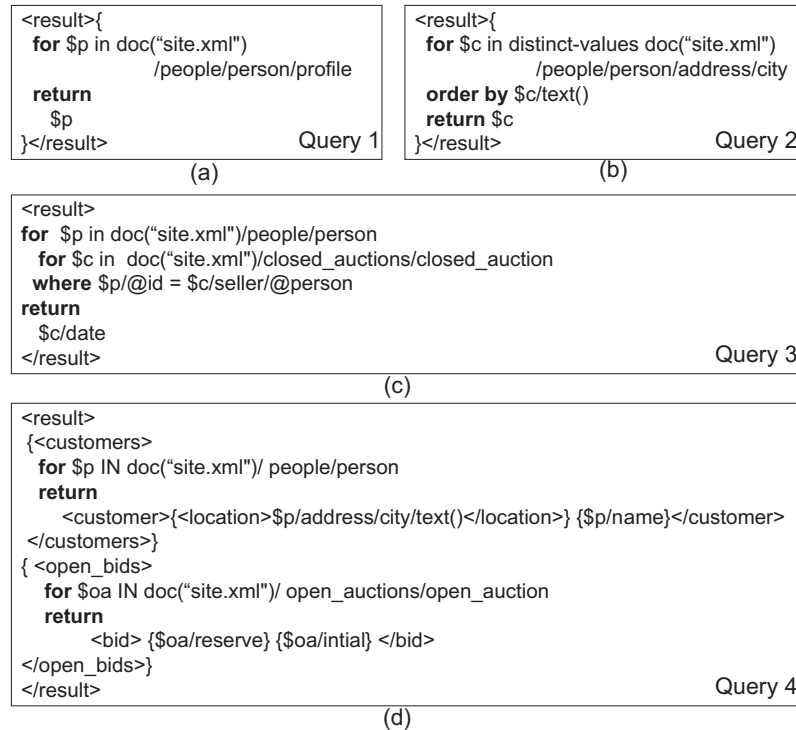 <result>{
for $p in doc(“site.xml")
/people/person/profile
return
$p
}</result> Query 1
(a)
<result>{
for $c in distinct-values doc(“site.xml")
/people/person/address/city
order by $c/text()
return $c
}</result> Query 2
(b)
<result>
for $p in doc(“site.xml")/people/person
for $c in doc(“site.xml")/closed_auctions/closed_auction
where $p/@id = $c/seller/@person
return
$c/date
</result> Query 3
(c)
<result>
{<customers>
for $p IN doc(“site.xml")/ people/person
return
<customer>{<location>$p/address/city/text()</location>} {$p/name}</customer>
</customers>}
{ <open_bids>
for $oa IN doc(“site.xml")/ open_auctions/open_auction
return
<bid> {$oa/reserve} {$oa/intial} </bid>
</open_bids>}
</result> Query 4
(d)